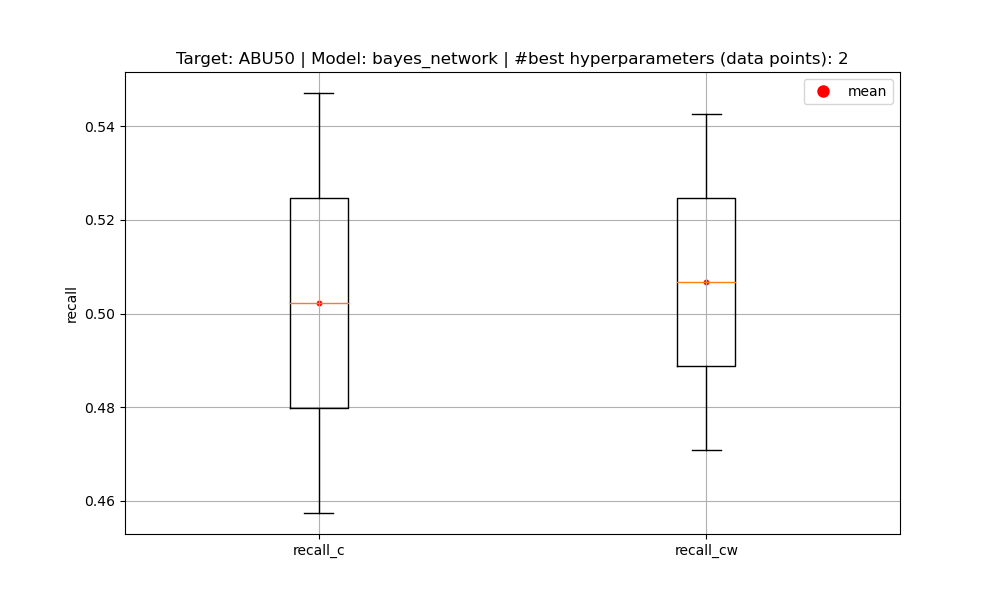 Target: ABU50 | Model: bayes_network | #best hyperparameters (data points): 2
mean
0.54
0.52
0.50
0.48
0.46
recall
recall_c
recall_cw